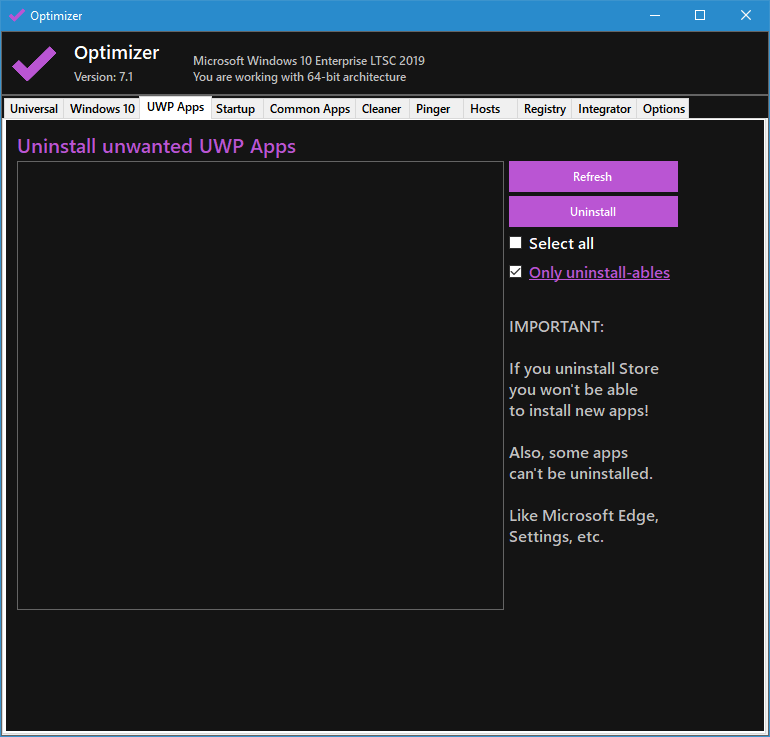 Optimizer
Optimizer
Version: 7.1
Microsoft Windows 10 Enterprise LTSC 2019
You are working with 64-bit architecture
Universal Windows 10 UWP Apps Startup Common Apps Cleaner Pinger Hosts Registry Integrator Options
Uninstall unwanted UWP Apps
Refresh
Uninstall
Select all
Only uninstall-ables
IMPORTANT:
If you uninstall Store
you won't be able
to install new apps!
Also, some apps
can't be uninstalled.
Like Microsoft Edge,
Settings, etc.